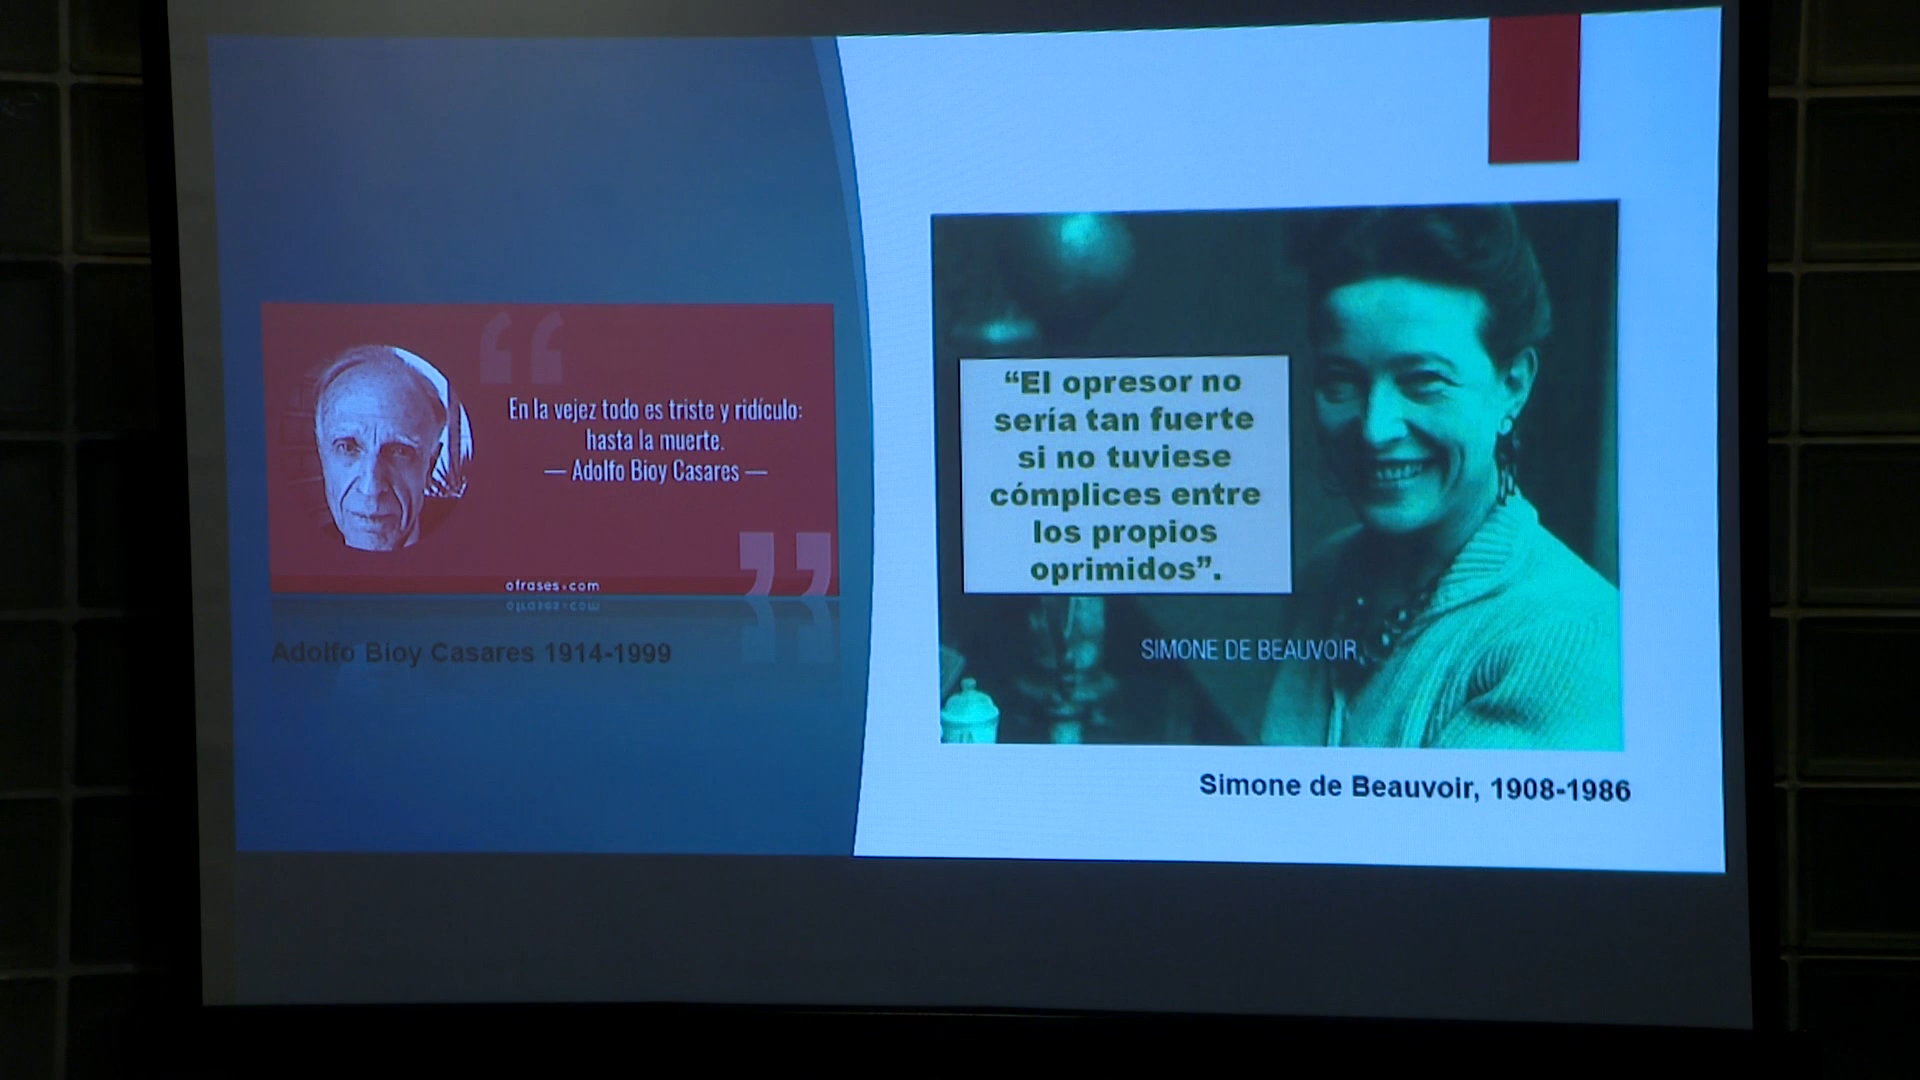 En la vejez todo es triste y ridículo:
hasta la muerte.
— Adolfo Bioy Casares —
ofrases.com
Adolfo Bioy Casares 1914-1999
“El opresor no
sería tan fuerte
si no tuviese
cómplices entre
los propios
oprimidos”.
SIMONE DE BEAUVOIR,
Simone de Beauvoir, 1908-1986